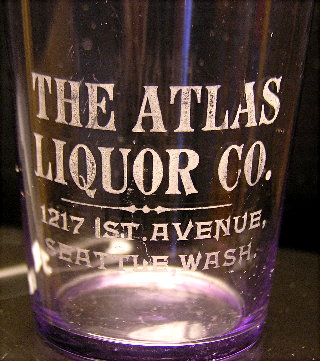 THE ATLAS
LIQUOR CO.
1217 1ST. AVENUE,
SEATTLE, WASH.